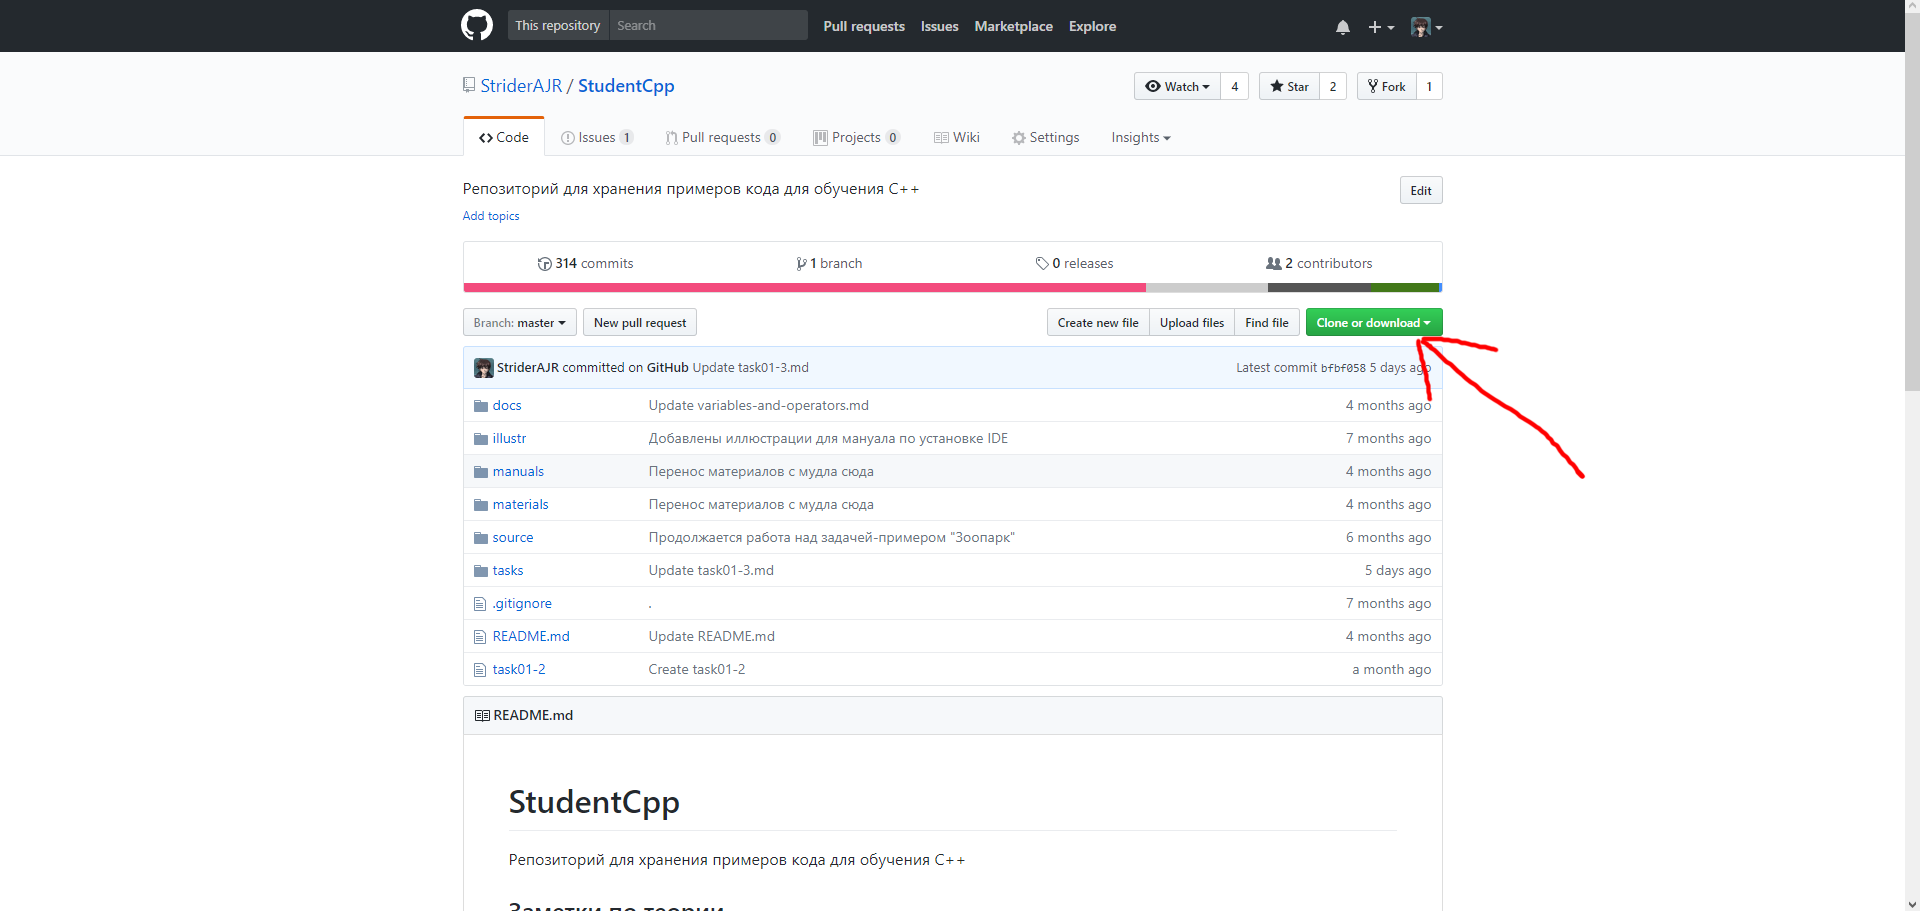 This repository Search Pull requests Issues Marketplace Explore
StriderAJR / StudentCpp Watch 4 Star 2 Fork 1
Code Issues 1 Pull requests 0 Projects 0 Wiki Settings Insights
Репозиторий для хранения примеров кода для обучения C++ Edit
Add topics
314 commits 1 branch 0 releases 2 contributors
Branch: master New pull request Create new file Upload files Find file Clone or download
StriderAJR committed on GitHub Update task01-3.md Latest commit bfbf058 5 days ago
docs Update variables-and-operators.md 4 months ago
illustr Добавлены иллюстрации для мануала по установке IDE 7 months ago
manuals Перенос материалов с мудла сюда 4 months ago
materials Перенос материалов с мудла сюда 4 months ago
source Продолжается работа над задачей-примером "Зоопарк" 6 months ago
tasks Update task01-3.md 5 days ago
.gitignore . 7 months ago
README.md Update README.md 4 months ago
task01-2 Create task01-2 a month ago
README.md
StudentCpp
Репозиторий для хранения примеров кода для обучения C++
Заметки по теории